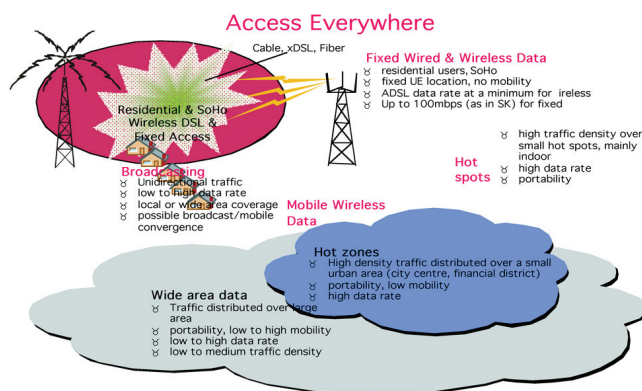 Access Everywhere
Cable, xDSL, Fiber
Residential & SoHo
Wireless DSL &
Fixed Access
Fixed Wired & Wireless Data
residential users, SoHo
fixed UE location, no mobility
ADSL data rate at a minimum for ireless
Up to 100mbps (as in SK) for fixed
Hot
spots
high traffic density over
small hot spots, mainly
indoor
high data rate
portability
Broadcasting
Unidirectional traffic
low to high data rate
local or wide area coverage
possible broadcast/mobile
convergence
Mobile Wireless
Data
Hot zones
High density traffic distributed over a small
urban area (city centre, financial district)
portability, low mobility
high data rate
Wide area data
Traffic distributed over large
area
portability, low to high mobility
low to high data rate
low to medium traffic density